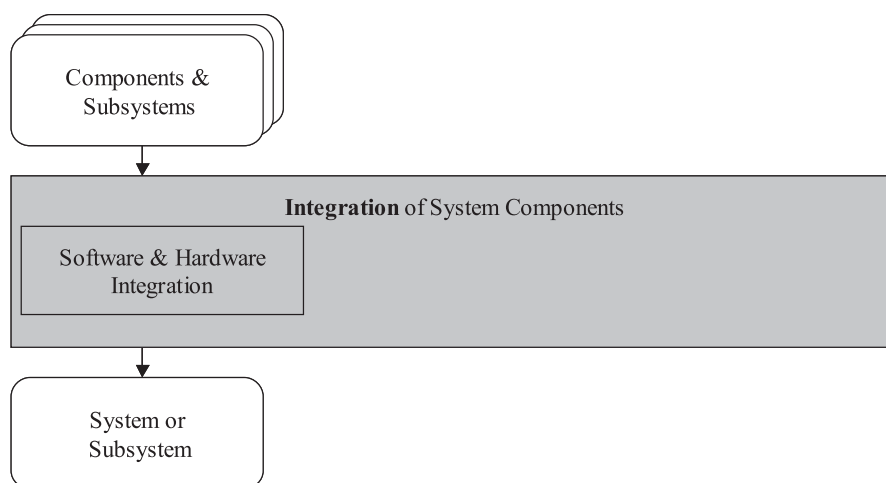 Components &
Subsystems
Integration of System Components
Software & Hardware
Integration
System or
Subsystem